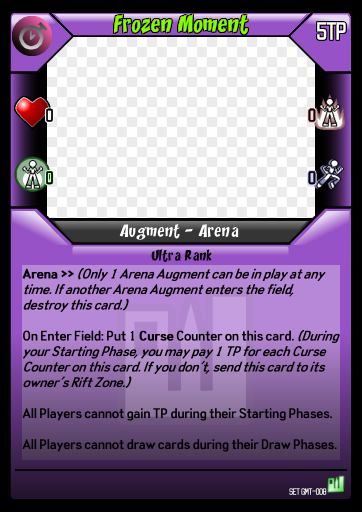 Frozen Moment
5TP
0
0
0
0
Augment - Arena
Ultra Rank
Arena >> (Only 1 Arena Augment can be in play at any
time. If another Arena Augment enters the field,
destroy this card.)
On Enter Field: Put 1 Curse Counter on this card. (During
your Starting Phase, you may pay 1 TP for each Curse
Counter on this card. If you don't, send this card to its
owner's Rift Zone.)
All Players cannot gain TP during their Starting Phases.
All Players cannot draw cards during their Draw Phases.
SET GMT-008